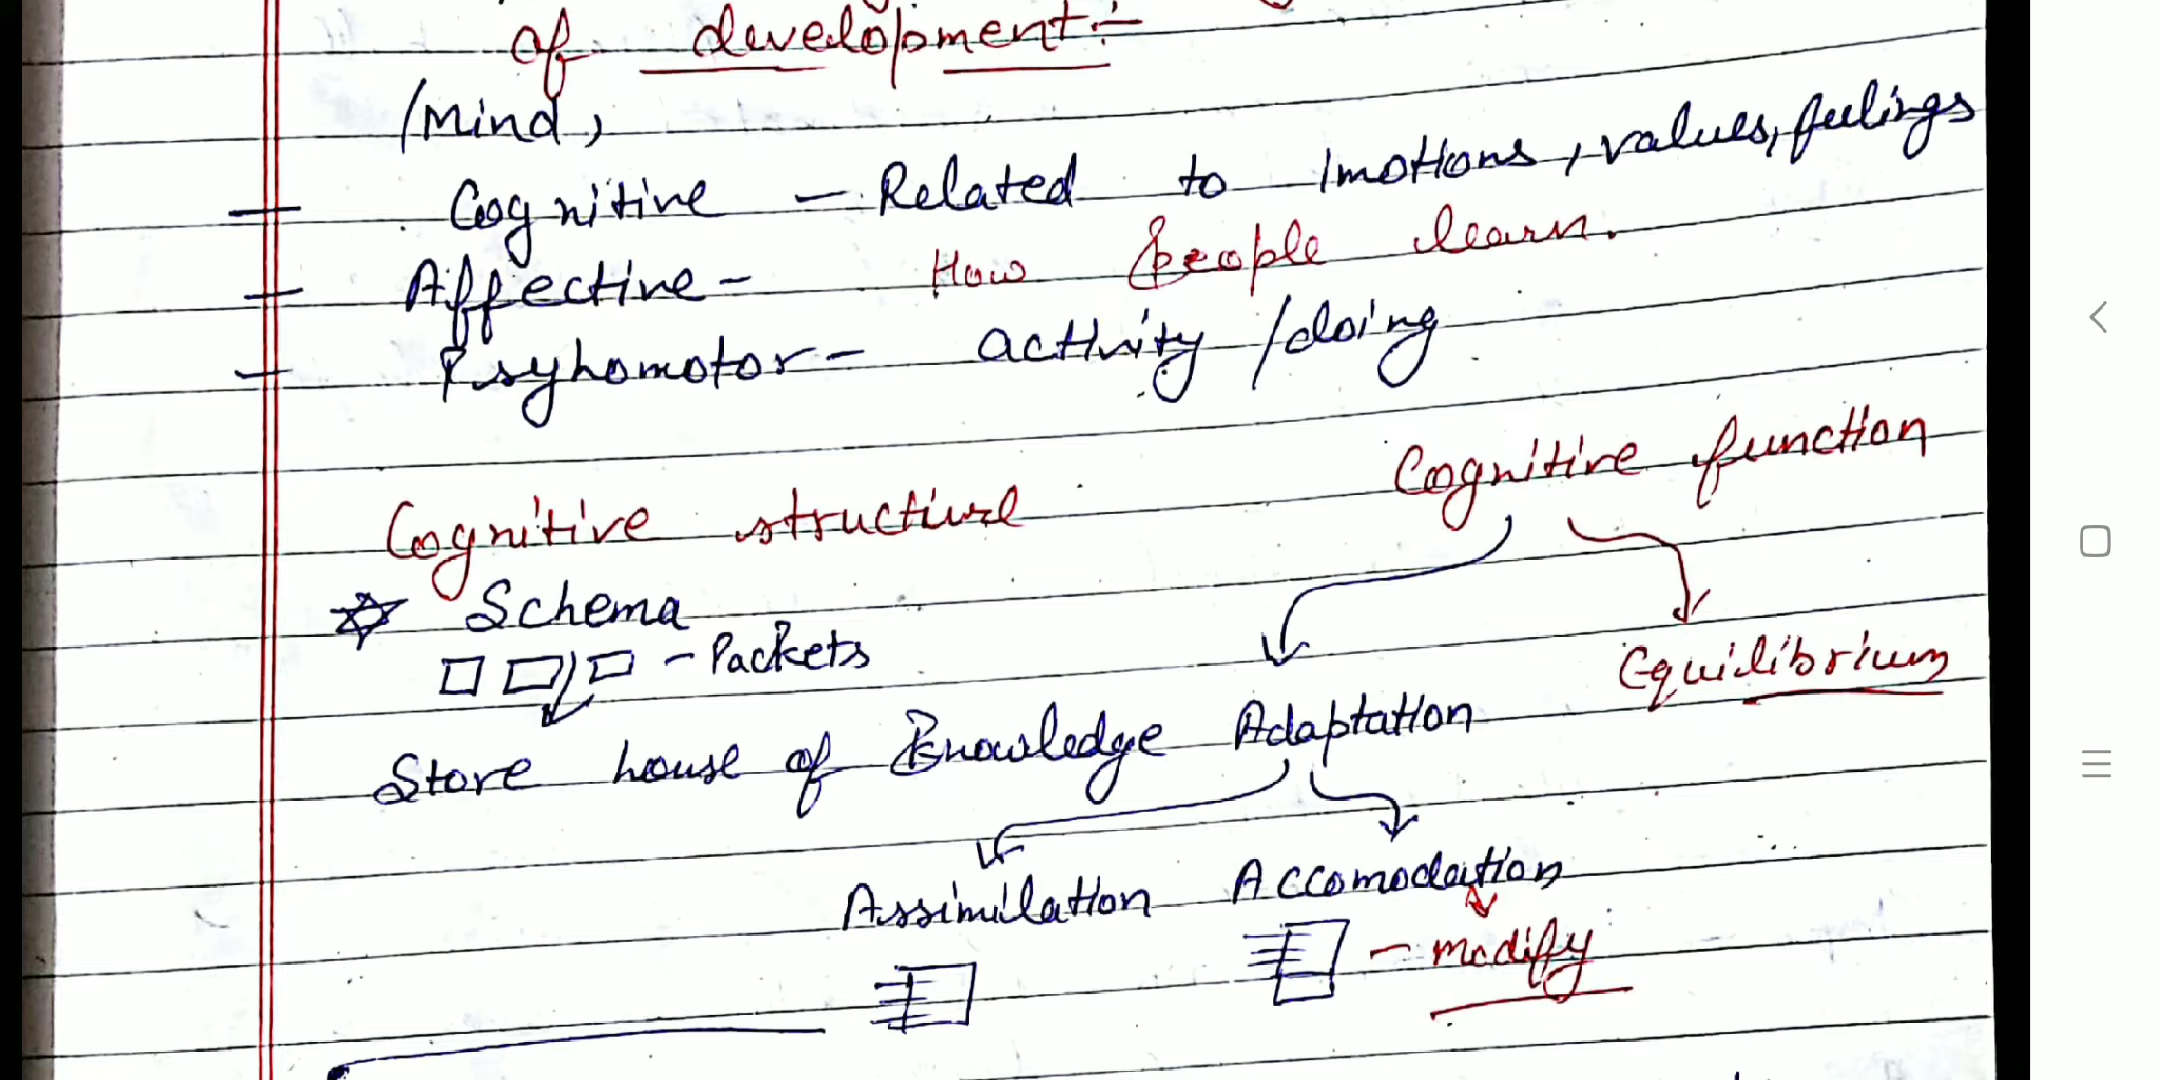 of development:-
/Mind,
- Cognitive - Related to Imotions, values, feelings
- Affective - How people learn.
- Psyhomotor - activity /doing
Cognitive function
Cognitive structure
Schema
- Packets
Equilibrium
Store house of Knowledge Adaptation
Assimilation Accomodation
- modify